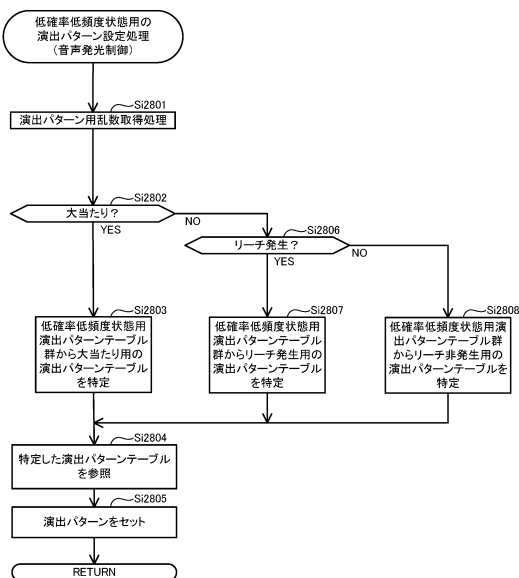 低確率低頻度状態用の
演出パターン設定処理
（音声発光制御）
Si2801
演出パターン用乱数取得処理
Si2802
大当たり？
NO
YES
Si2806
リーチ発生？
NO
YES
Si2803
低確率低頻度状態用
演出パターンテーブル
群から大当たり用の
演出パターンテーブル
を特定
Si2807
低確率低頻度状態用
演出パターンテーブル
群からリーチ発生用の
演出パターンテーブル
を特定
Si2808
低確率低頻度状態用演
出パターンテーブル群
からリーチ非発生用の
演出パターンテーブルを
特定
Si2804
特定した演出パターンテーブル
を参照
Si2805
演出パターンをセット
RETURN